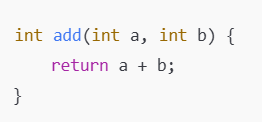 int add(int a, int b) {
    return a + b;
}